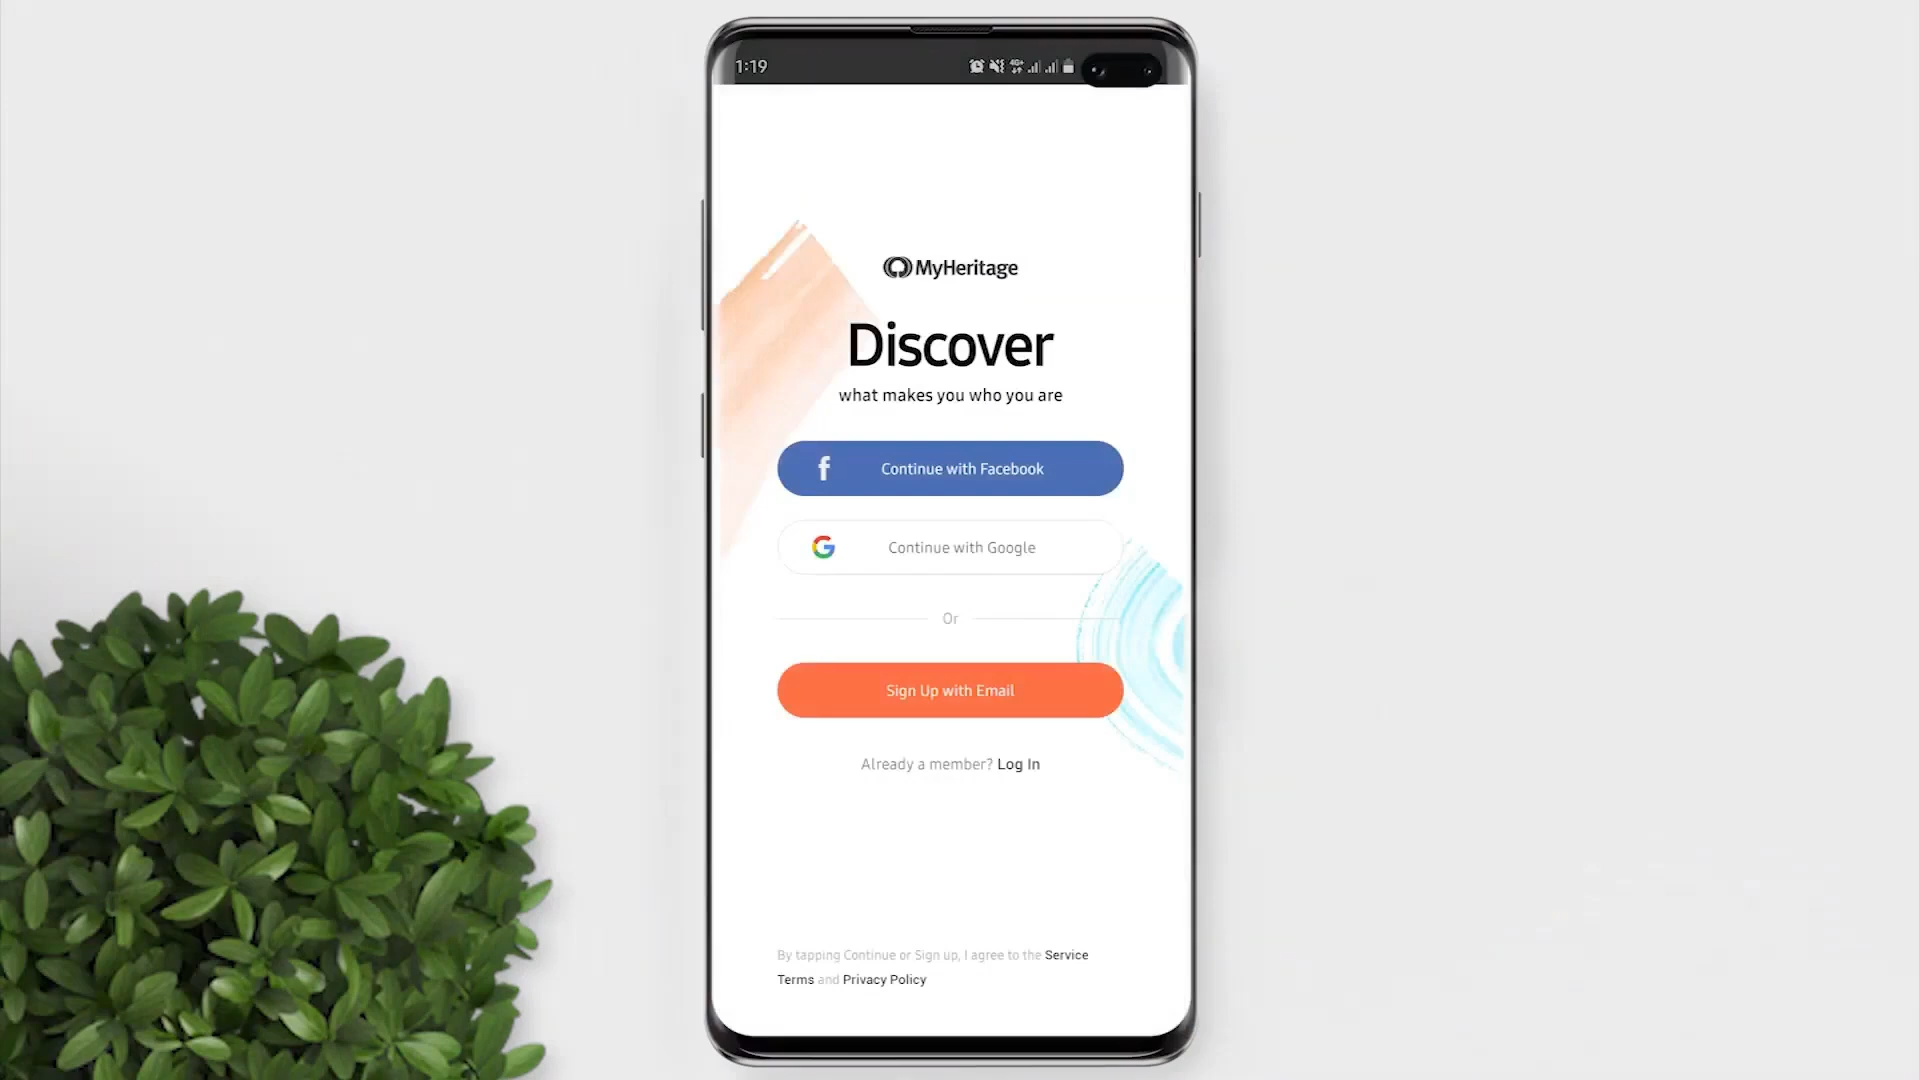 1:19
4G+
MyHeritage
Discover
what makes you who you are
f Continue with Facebook
G Continue with Google
Or
Sign Up with Email
Already a member? Log In
By tapping Continue or Sign up, I agree to the Service
Terms and Privacy Policy